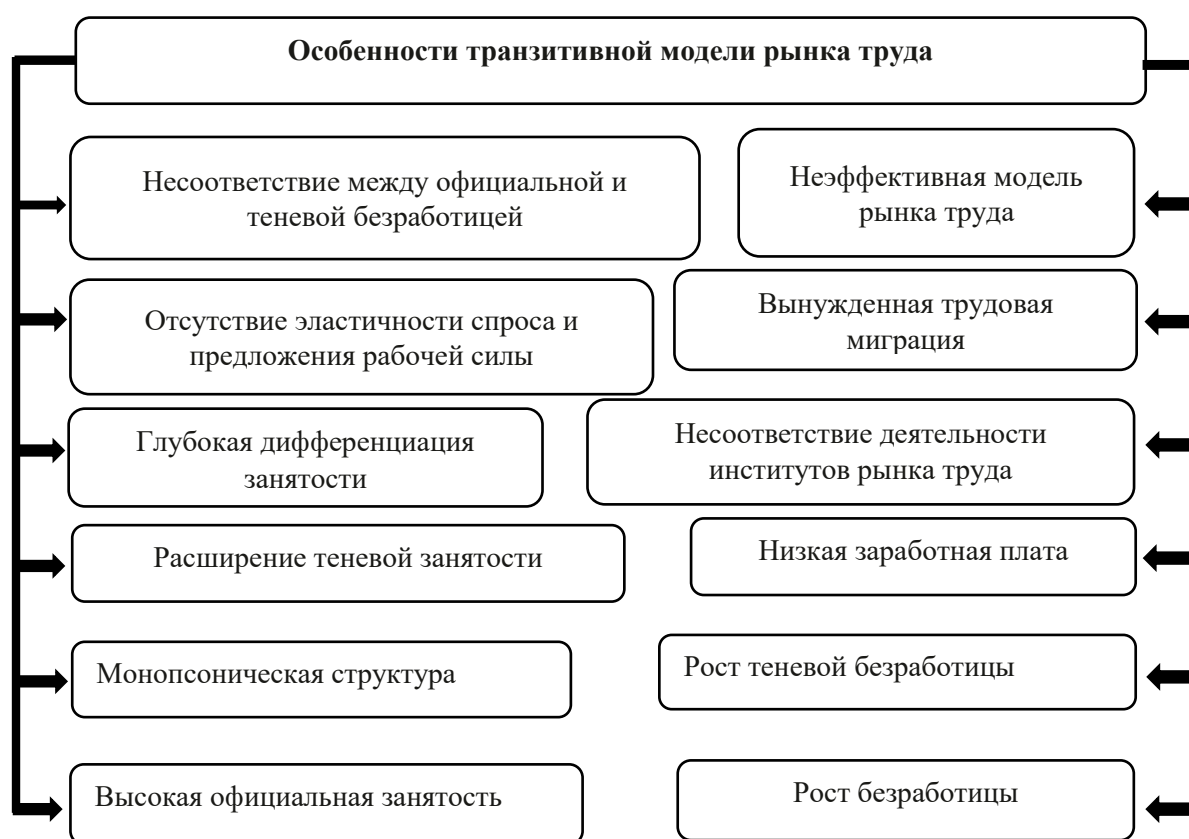 Особенности транзитивной модели рынка труда
Несоответствие между официальной и
теневой безработицей
Неэффективная модель
рынка труда
Отсутствие эластичности спроса и
предложения рабочей силы
Вынужденная трудовая
миграция
Глубокая дифференциация
занятости
Несоответствие деятельности
институтов рынка труда
Расширение теневой занятости
Низкая заработная плата
Монопсоническая структура
Рост теневой безработицы
Высокая официальная занятость
Рост безработицы